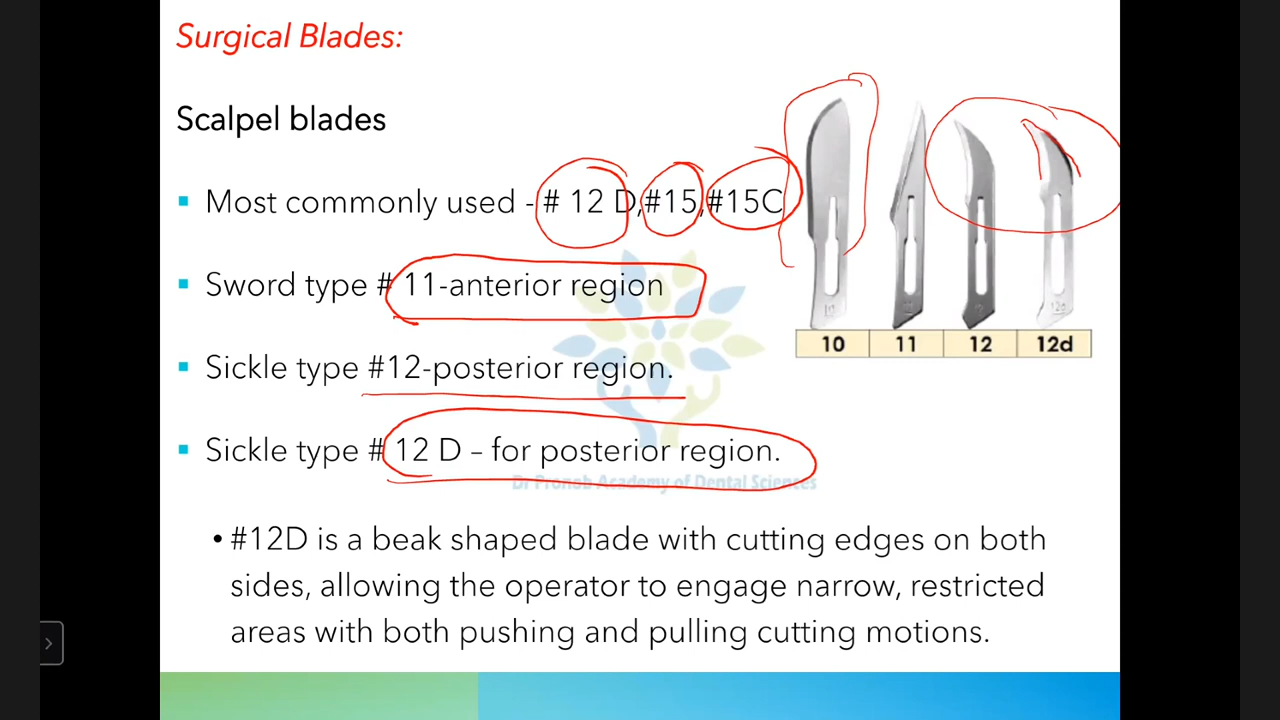 Surgical Blades:
Scalpel blades
▪ Most commonly used - # 12 D,#15,#15C
▪ Sword type # 11-anterior region
▪ Sickle type #12-posterior region.
▪ Sickle type # 12 D – for posterior region.
Dr Pronob Academy of Dental Sciences
• #12D is a beak shaped blade with cutting edges on both
sides, allowing the operator to engage narrow, restricted
areas with both pushing and pulling cutting motions.
10 11 12 12d